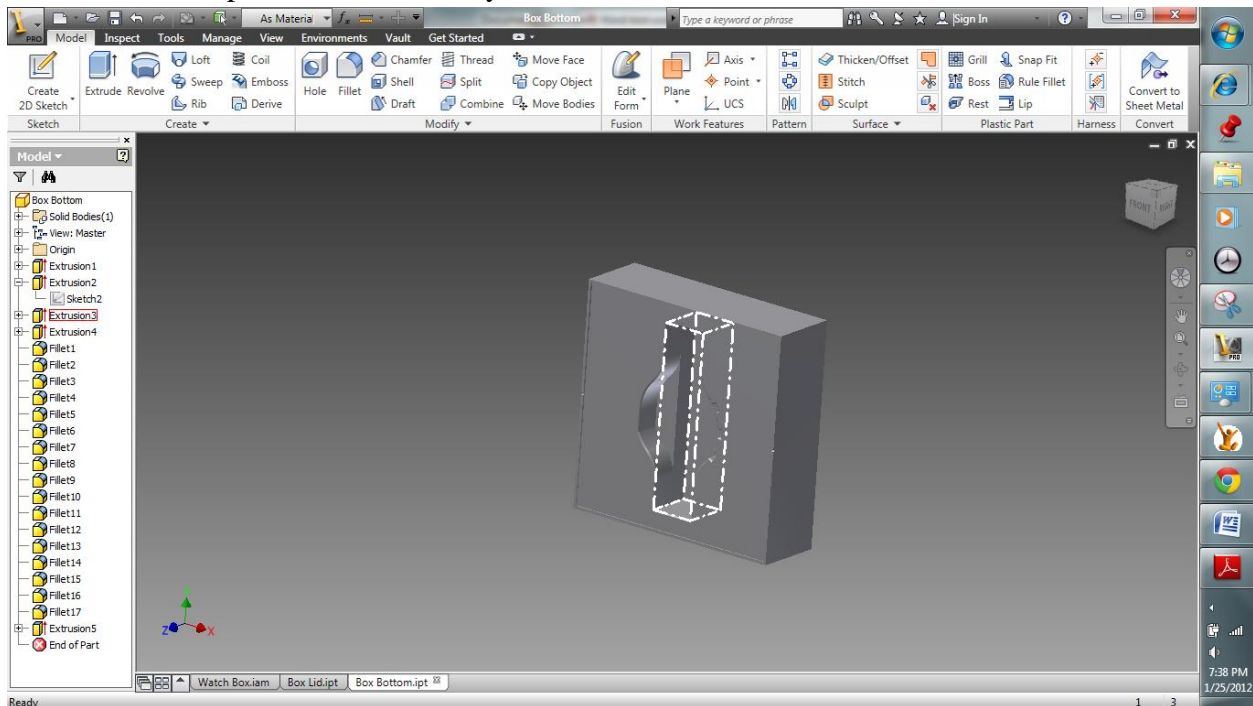 As Material
Box Bottom
Type a keyword or phrase
Sign In
PRO
Model Inspect Tools Manage View Environments Vault Get Started
Loft Coil Chamfer Thread Move Face Axis Thicken/Offset Grill Snap Fit
Create 2D Sketch Extrude Revolve Sweep Emboss Hole Fillet Shell Split Copy Object Edit Form Plane Point Stitch Boss Rule Fillet Convert to Sheet Metal
Rib Derive Draft Combine Move Bodies UCS Sculpt Rest Lip
Sketch Create Modify Fusion Work Features Pattern Surface Plastic Part Harness Convert
Model
Box Bottom
Solid Bodies(1)
View: Master
Origin
Extrusion1
Extrusion2
Sketch2
Extrusion3
Extrusion4
Fillet1
Fillet2
Fillet3
Fillet4
Fillet5
Fillet6
Fillet7
Fillet8
Fillet9
Fillet10
Fillet11
Fillet12
Fillet13
Fillet14
Fillet15
Fillet16
Fillet17
Extrusion5
End of Part
FRONT
Z X
Watch Box.iam Box Lid.ipt Box Bottom.ipt
Ready
1 3
PRO
7:38 PM
1/25/2012